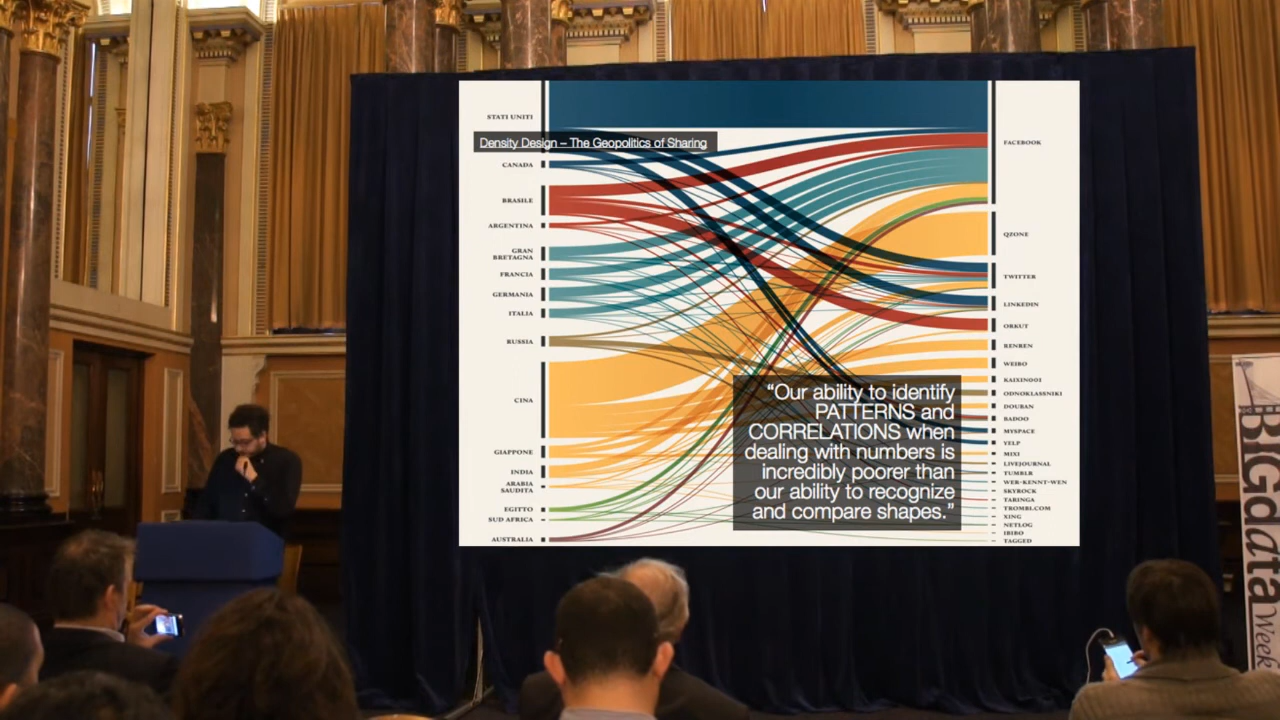 STATI UNITI
Density Design – The Geopolitics of Sharing
CANADA
BRASILE
ARGENTINA
GRAN
BRETAGNA
FRANCIA
GERMANIA
ITALIA
RUSSIA
CINA
GIAPPONE
INDIA
ARABIA
SAUDITA
EGITTO
SUD AFRICA
AUSTRALIA
FACEBOOK
QZONE
TWITTER
LINKEDIN
ORKUT
RENREN
WEIBO
KAIXIN001
ODNOKLASSNIKI
DOUBAN
BADOO
MYSPACE
YELP
MIXI
LIVEJOURNAL
TUMBLR
WER-KENNT-WEN
SKYROCK
TARINGA
TROMBI.COM
XING
NETLOG
IBIBO
TAGGED
“Our ability to identify
PATTERNS and
CORRELATIONS when
dealing with numbers is
incredibly poorer than
our ability to recognize
and compare shapes.”
BIGdata Week